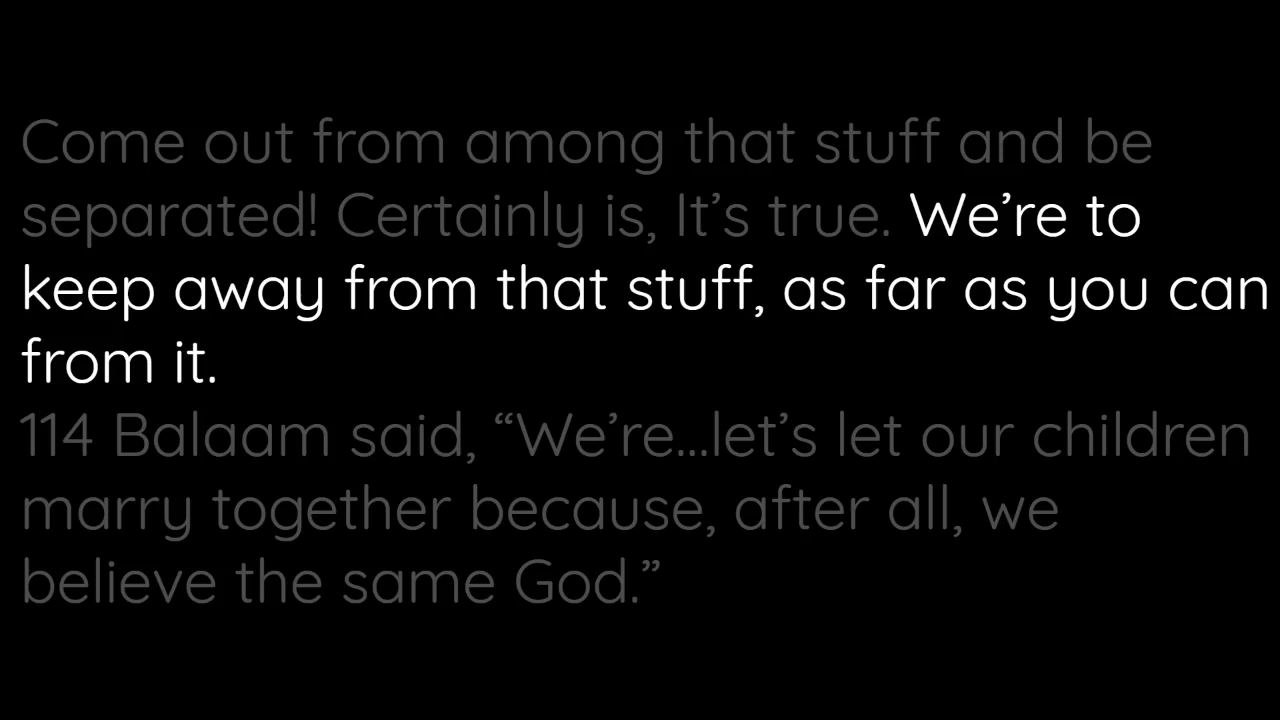 Come out from among that stuff and be
separated! Certainly is, It’s true. We’re to
keep away from that stuff, as far as you can
from it.
114 Balaam said, “We’re...let’s let our children
marry together because, after all, we
believe the same God.”